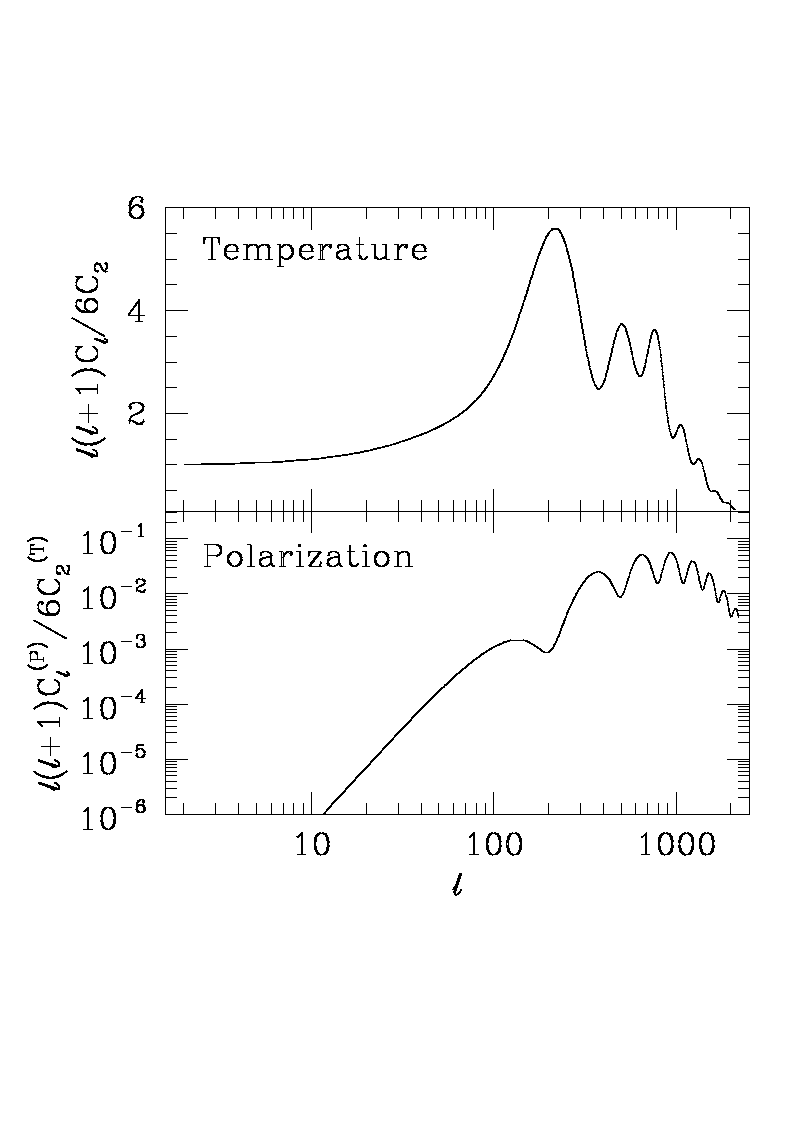 6
4
2
l(l+1)C_l/6C_2
Temperature
10^-1
10^-2
10^-3
10^-4
10^-5
10^-6
l(l+1)C_l^(P)/6C_2^(T)
Polarization
10 100 1000
l